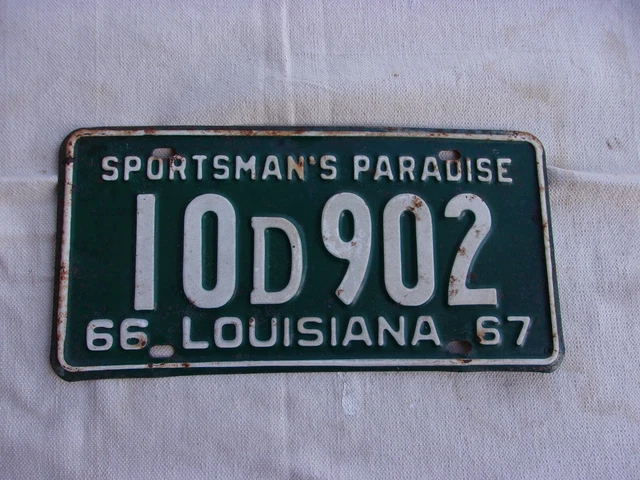 SPORTSMAN'S PARADISE
10D902
66 LOUISIANA 67